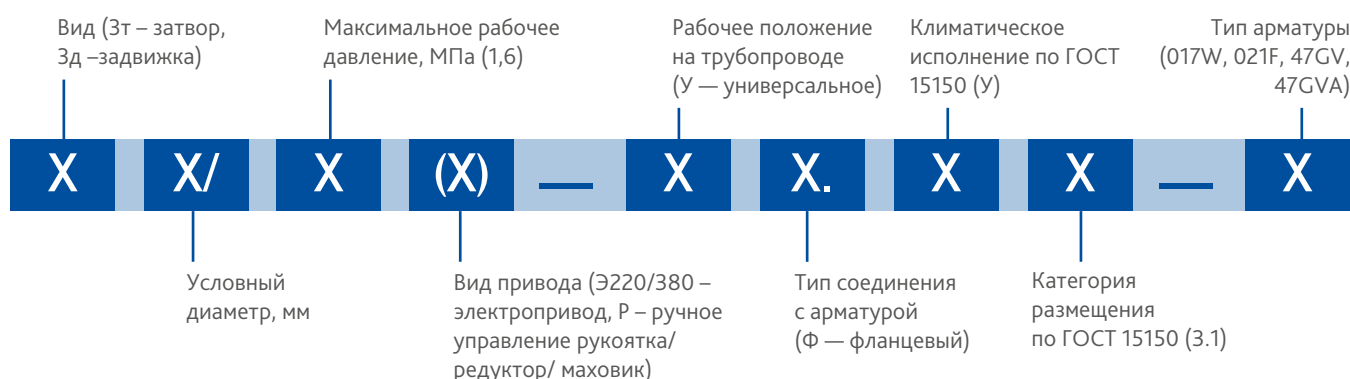 Вид (Зт – затвор,
Зд –задвижка)
Максимальное рабочее
давление, МПа (1,6)
Рабочее положение
на трубопроводе
(У — универсальное)
Климатическое
исполнение по ГОСТ
15150 (У)
Тип арматуры
(017W, 021F, 47GV,
47GVA)
X X/ X (X) — X X. X X — X
Условный
диаметр, мм
Вид привода (Э220/380 –
электропривод, Р – ручное
управление рукоятка/
редуктор/ маховик)
Тип соединения
с арматурой
(Ф — фланцевый)
Категория
размещения
по ГОСТ 15150 (3.1)